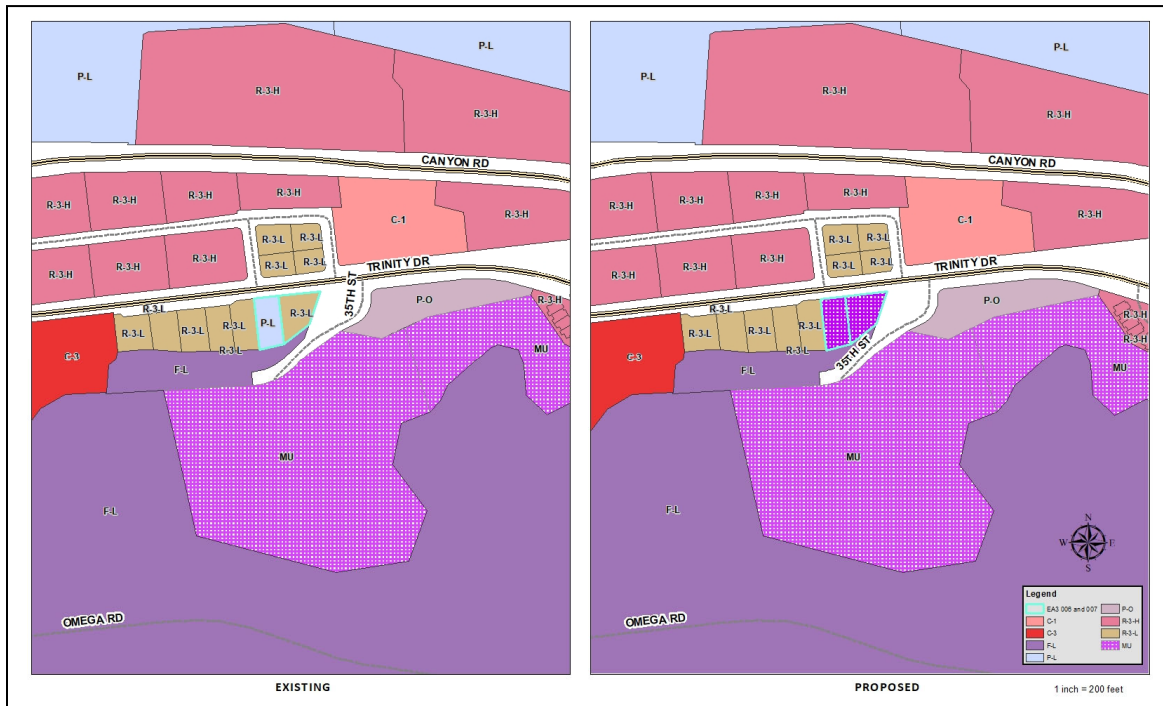 P-L
P-L
R-3-H
R-3-H
CANYON RD
R-3-H
R-3-H
R-3-H
R-3-H
C-1
R-3-H
R-3-L
R-3-L
R-3-L
R-3-L
R-3-H
R-3-H
R-3-H
TRINITY DR
35TH ST
R-3-L
P-O
R-3-H
R-3-L
R-3-L
R-3-L
P-L
R-3-L
R-3-L
C-3
F-L
MU
MU
F-L
OMEGA RD
EXISTING
P-L
P-L
R-3-H
R-3-H
CANYON RD
R-3-H
R-3-H
R-3-H
R-3-H
C-1
R-3-H
R-3-L
R-3-L
R-3-L
R-3-L
R-3-H
R-3-H
R-3-H
TRINITY DR
R-3-L
P-O
R-3-H
R-3-H
R-3-H
R-3-L
R-3-L
R-3-L
R-3-L
35TH ST
C-3
F-L
MU
MU
F-L
OMEGA RD
N
W E
S
Legend
EA3 006 and 007
C-1
C-3
F-L
P-L
P-O
R-3-H
R-3-L
MU
PROPOSED
1 inch = 200 feet